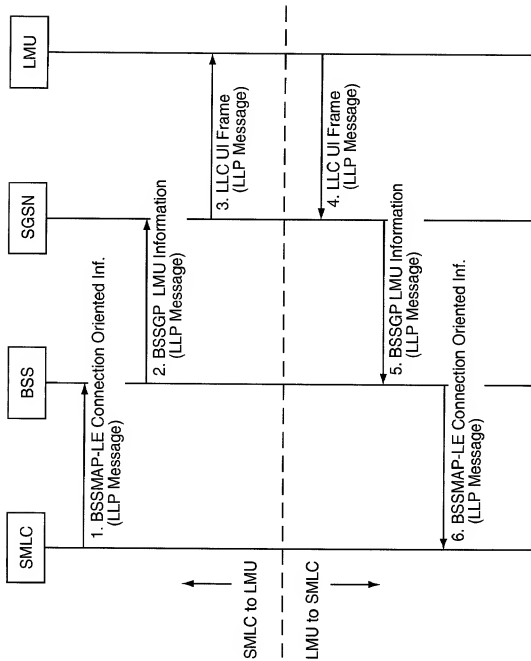 SMLC
BSS
SGSN
LMU
1. BSSMAP-LE Connection Oriented Inf.
(LLP Message)
2. BSSGP LMU Information
(LLP Message)
3. LLC UI Frame
(LLP Message)
SMLC to LMU
LMU to SMLC
4. LLC UI Frame
(LLP Message)
5. BSSGP LMU Information
(LLP Message)
6. BSSMAP-LE Connection Oriented Inf.
(LLP Message)